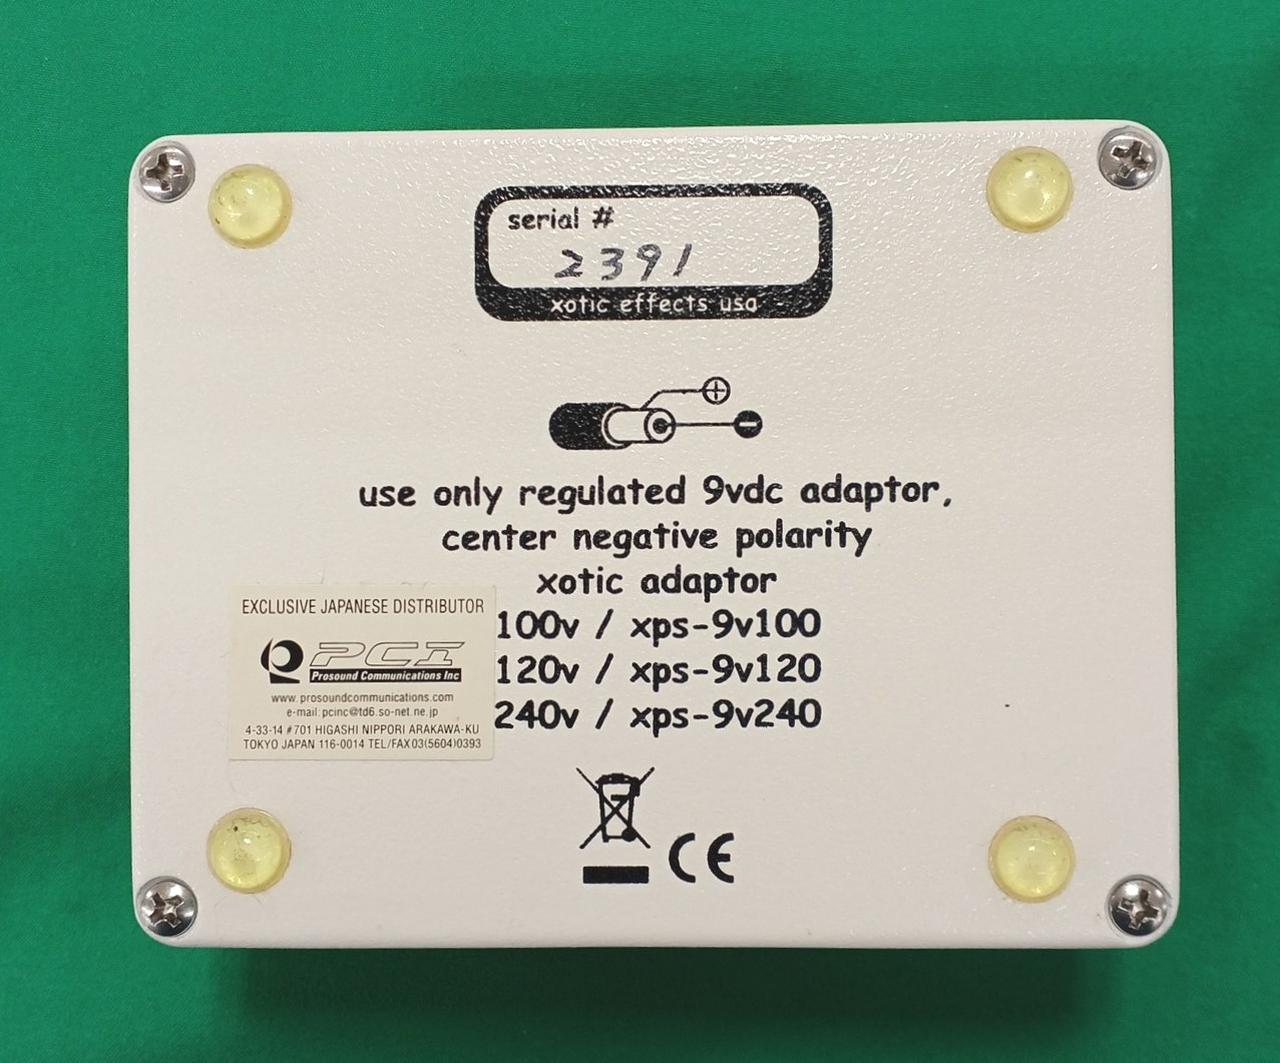 serial #
2391
xotic effects usa
use only regulated 9vdc adaptor,
center negative polarity
xotic adaptor
100v / xps-9v100
120v / xps-9v120
240v / xps-9v240
EXCLUSIVE JAPANESE DISTRIBUTOR
PCI
Prosound Communications Inc
www.prosoundcommunications.com
e-mail:pcinc@td6.so-net.ne.jp
4-33-14 #701 HIGASHI NIPPORI ARAKAWA-KU
TOKYO JAPAN 116-0014 TEL/FAX03(5604)0393
CE